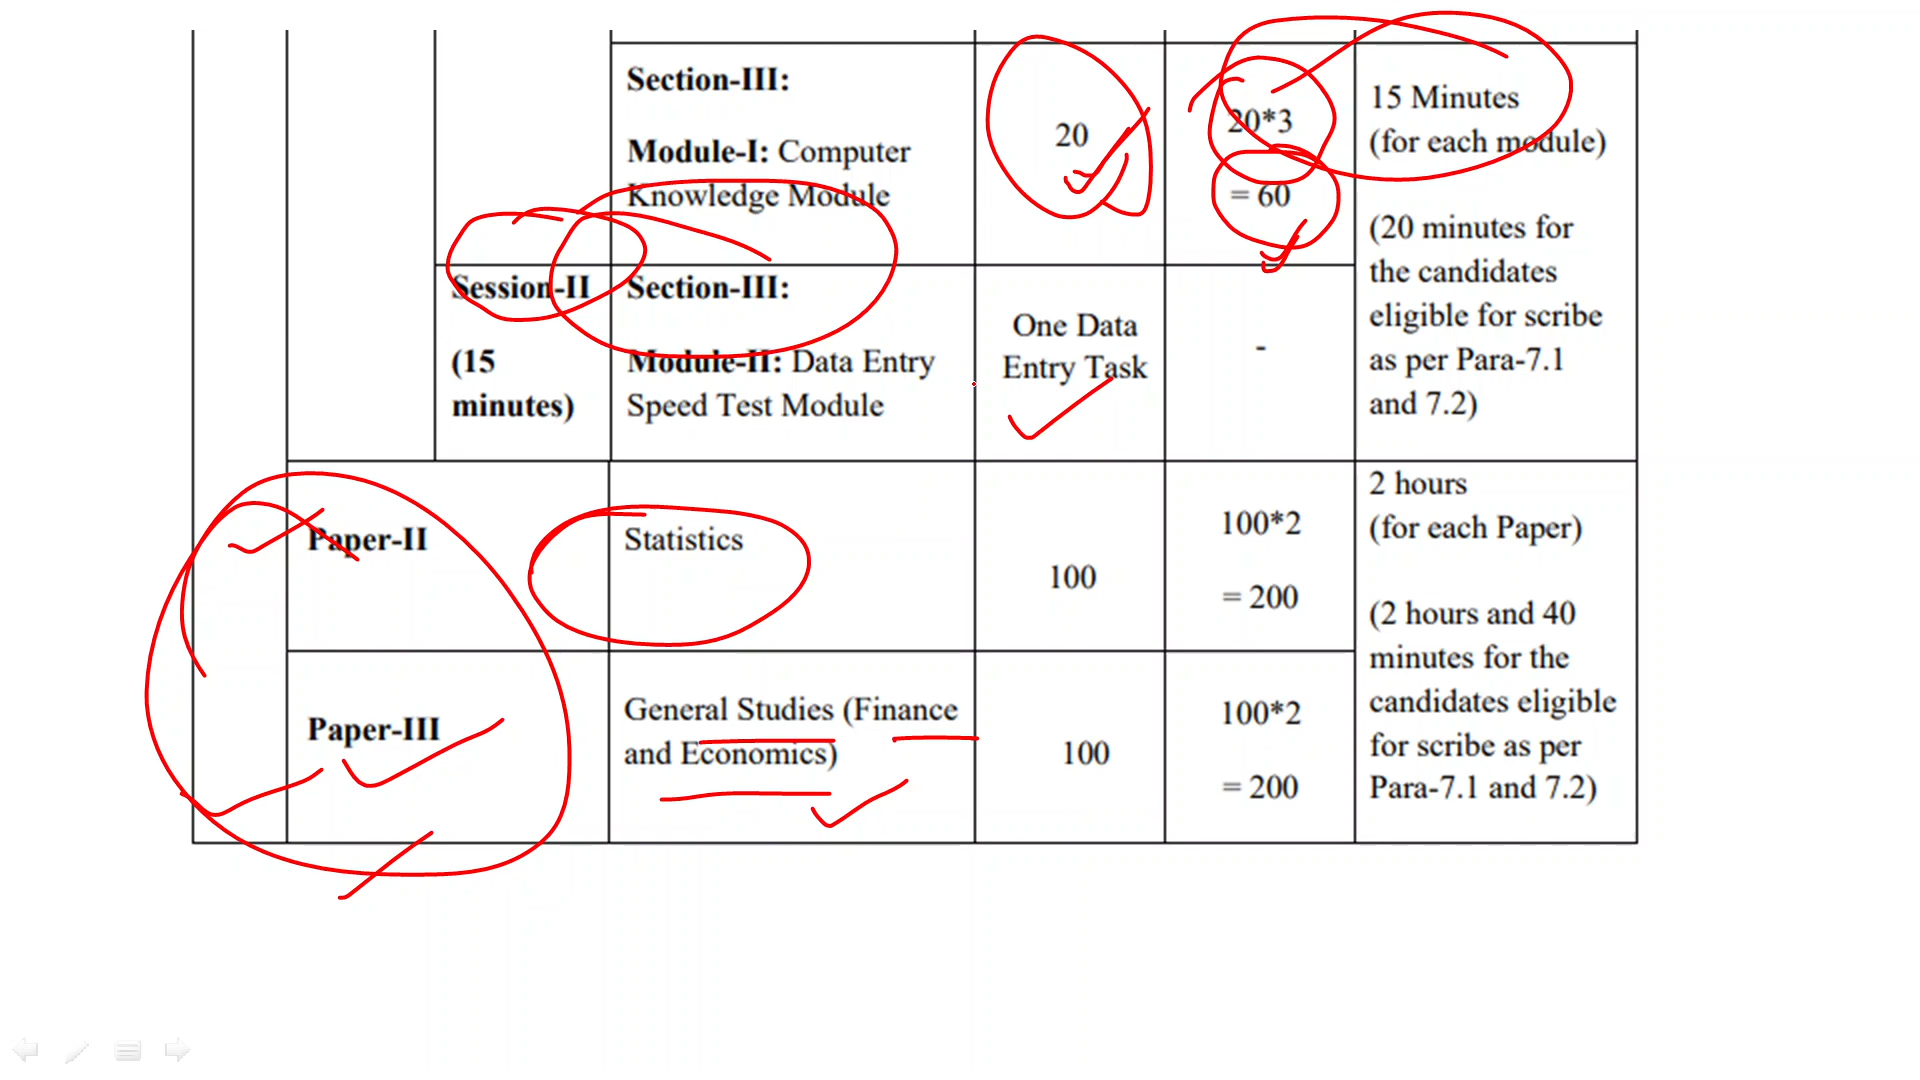 Section-III:
Module-I: Computer
Knowledge Module
20
20*3
= 60
15 Minutes
(for each module)
(20 minutes for
the candidates
eligible for scribe
as per Para-7.1
and 7.2)
Session-II
(15
minutes)
Section-III:
Module-II: Data Entry
Speed Test Module
One Data
Entry Task
-
Paper-II
Statistics
100
100*2
= 200
2 hours
(for each Paper)
(2 hours and 40
minutes for the
candidates eligible
for scribe as per
Para-7.1 and 7.2)
Paper-III
General Studies (Finance
and Economics)
100
100*2
= 200